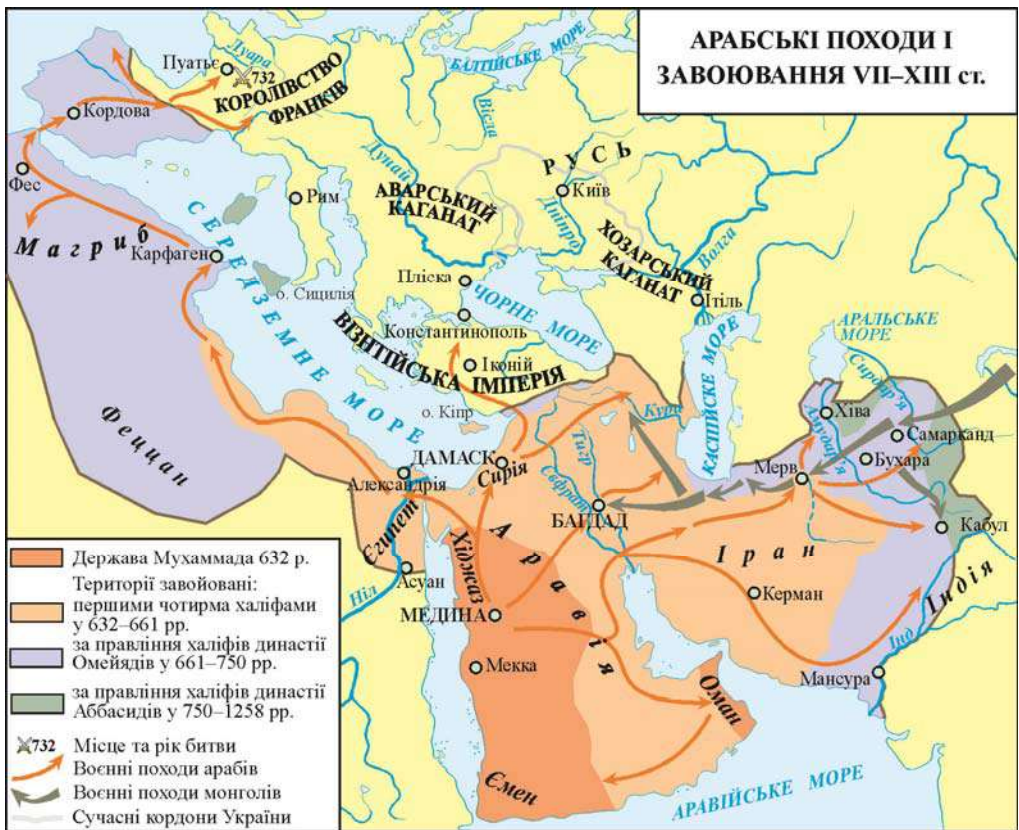 АРАБСЬКІ ПОХОДИ І
ЗАВОЮВАННЯ VII–XIII ст.
Луара
Пуатьє
732
КОРОЛІВСТВО
ФРАНКІВ
БАЛТІЙСЬКЕ МОРЕ
Вісла
Кордова
Дунай
РУСЬ
Київ
Дніпро
Фес
Рим
АВАРСЬКИЙ
КАГАНАТ
ХОЗАРСЬКИЙ
КАГАНАТ
Волга
Магриб
СЕРЕДЗЕМНЕ МОРЕ
Карфаген
о. Сицилія
Пліска
ЧОРНЕ МОРЕ
Ітіль
Константинополь
АРАЛЬСЬКЕ
МОРЕ
ВІЗНТІЙСЬКА ІМПЕРІЯ
Іконій
КАСПІЙСЬКЕ МОРЕ
Сирдар'я
Хіва
Амудар'я
Самарканд
Бухара
о. Кіпр
Кура
Феццан
ДАМАСК
Сирія
Тигр
Євфрат
Мерв
Александрія
БАГДАД
Кабул
Єгипет
Хіджаз
Аравія
Іран
Індія
Асуан
Ніл
МЕДИНА
Керман
Інд
Мекка
Мансура
Оман
Ємен
АРАВІЙСЬКЕ МОРЕ
Держава Мухаммада 632 р.
Території завойовані:
першими чотирма халіфами
у 632–661 рр.
за правління халіфів династії
Омейядів у 661–750 рр.
за правління халіфів династії
Аббасидів у 750–1258 рр.
732 Місце та рік битви
Воєнні походи арабів
Воєнні походи монголів
Сучасні кордони України